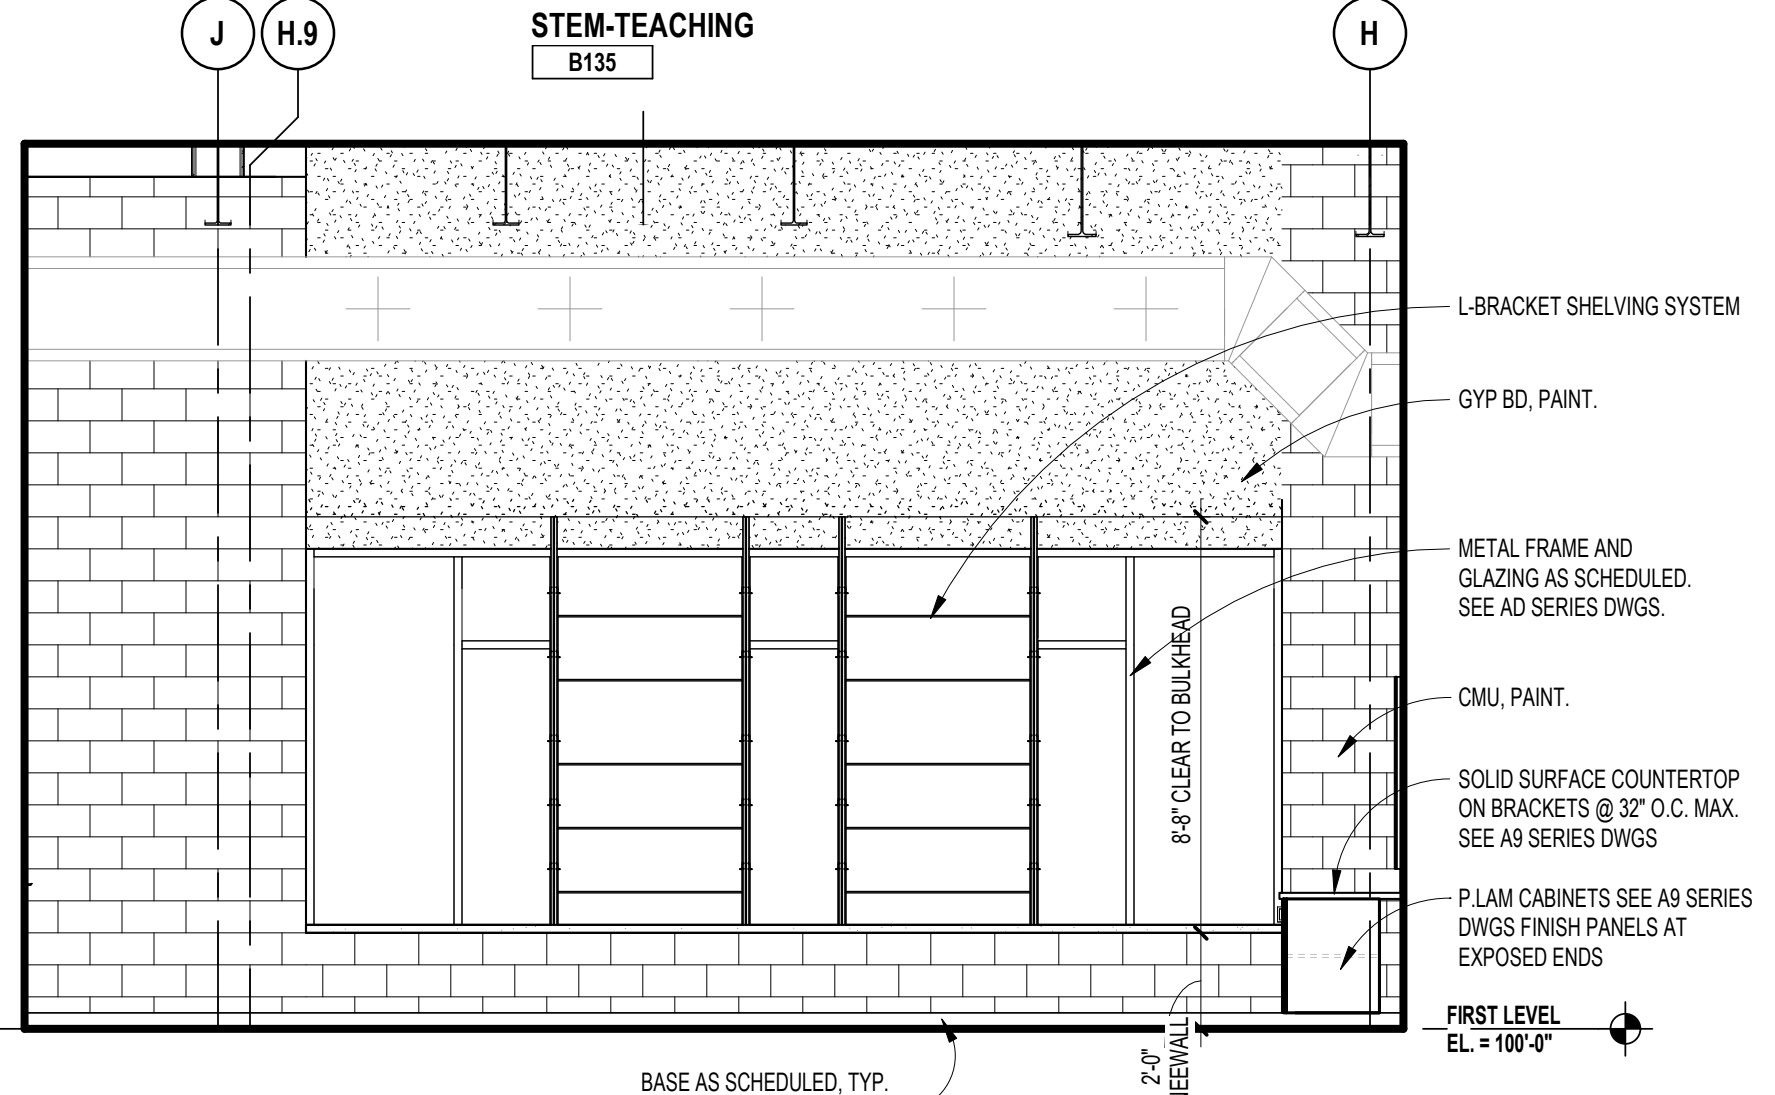 J
H.9
STEM-TEACHING
B135
H
L-BRACKET SHELVING SYSTEM
GYP BD, PAINT.
METAL FRAME AND
GLAZING AS SCHEDULED.
SEE AD SERIES DWGS.
8'-8" CLEAR TO BULKHEAD
CMU, PAINT.
SOLID SURFACE COUNTERTOP
ON BRACKETS @ 32" O.C. MAX.
SEE A9 SERIES DWGS
P.LAM CABINETS SEE A9 SERIES
DWGS FINISH PANELS AT
EXPOSED ENDS
FIRST LEVEL
EL. = 100'-0"
2'-0"
BASE AS SCHEDULED, TYP.